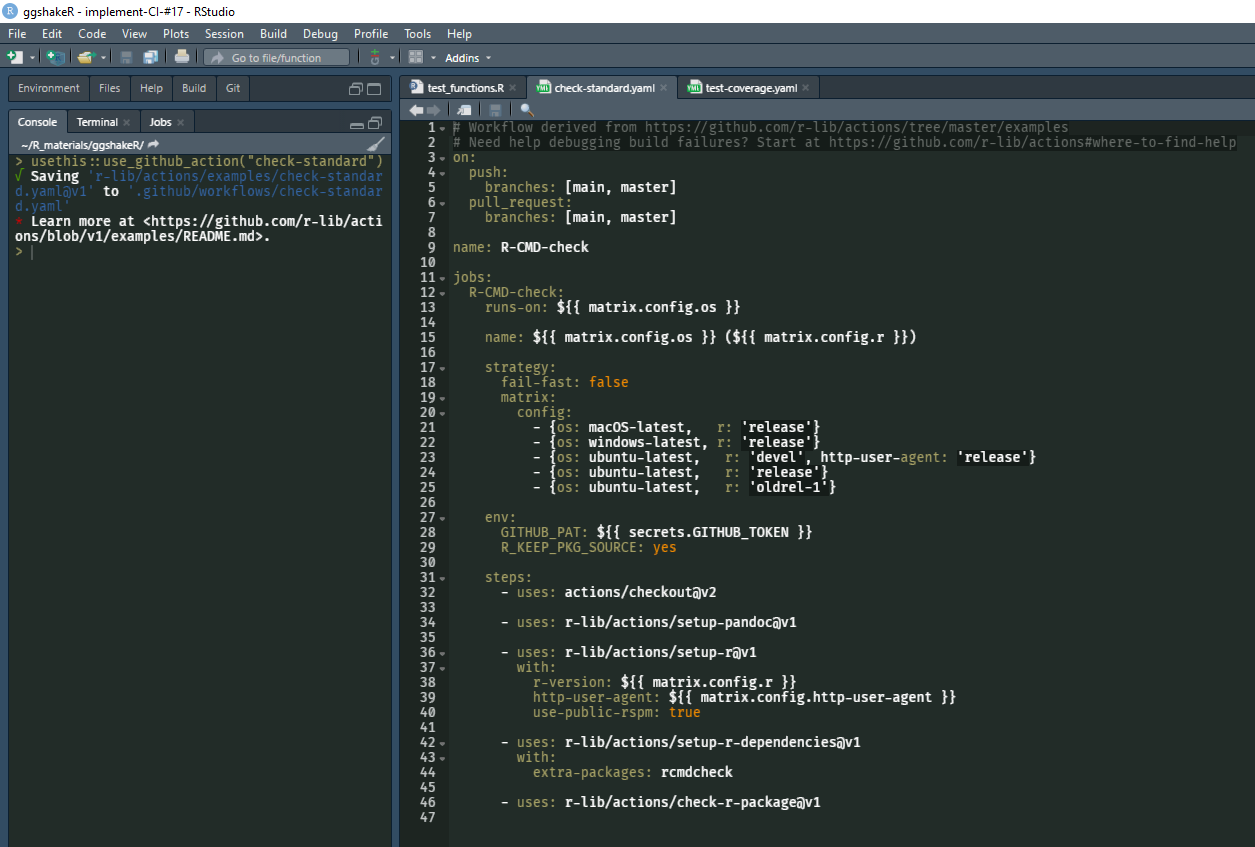 ggshakeR - implement-CI-#17 - RStudio
File Edit Code View Plots Session Build Debug Profile Tools Help
Go to file/function Addins
Environment Files Help Build Git
Console Terminal Jobs
~/R_materials/ggshakeR/
> usethis::use_github_action("check-standard")
√ Saving 'r-lib/actions/examples/check-standar
d.yaml@v1' to '.github/workflows/check-standar
d.yaml'
* Learn more at <https://github.com/r-lib/acti
ons/blob/v1/examples/README.md>.
>
test_functions.R check-standard.yaml test-coverage.yaml
1 # Workflow derived from https://github.com/r-lib/actions/tree/master/examples
2 # Need help debugging build failures? Start at https://github.com/r-lib/actions#where-to-find-help
3 on:
4   push:
5     branches: [main, master]
6   pull_request:
7     branches: [main, master]
8
9 name: R-CMD-check
10
11 jobs:
12   R-CMD-check:
13     runs-on: ${{ matrix.config.os }}
14
15     name: ${{ matrix.config.os }} (${{ matrix.config.r }})
16
17     strategy:
18       fail-fast: false
19       matrix:
20         config:
21           - {os: macOS-latest,   r: 'release'}
22           - {os: windows-latest, r: 'release'}
23           - {os: ubuntu-latest,   r: 'devel', http-user-agent: 'release'}
24           - {os: ubuntu-latest,   r: 'release'}
25           - {os: ubuntu-latest,   r: 'oldrel-1'}
26
27     env:
28       GITHUB_PAT: ${{ secrets.GITHUB_TOKEN }}
29       R_KEEP_PKG_SOURCE: yes
30
31     steps:
32       - uses: actions/checkout@v2
33
34       - uses: r-lib/actions/setup-pandoc@v1
35
36       - uses: r-lib/actions/setup-r@v1
37         with:
38           r-version: ${{ matrix.config.r }}
39           http-user-agent: ${{ matrix.config.http-user-agent }}
40           use-public-rspm: true
41
42       - uses: r-lib/actions/setup-r-dependencies@v1
43         with:
44           extra-packages: rcmdcheck
45
46       - uses: r-lib/actions/check-r-package@v1
47